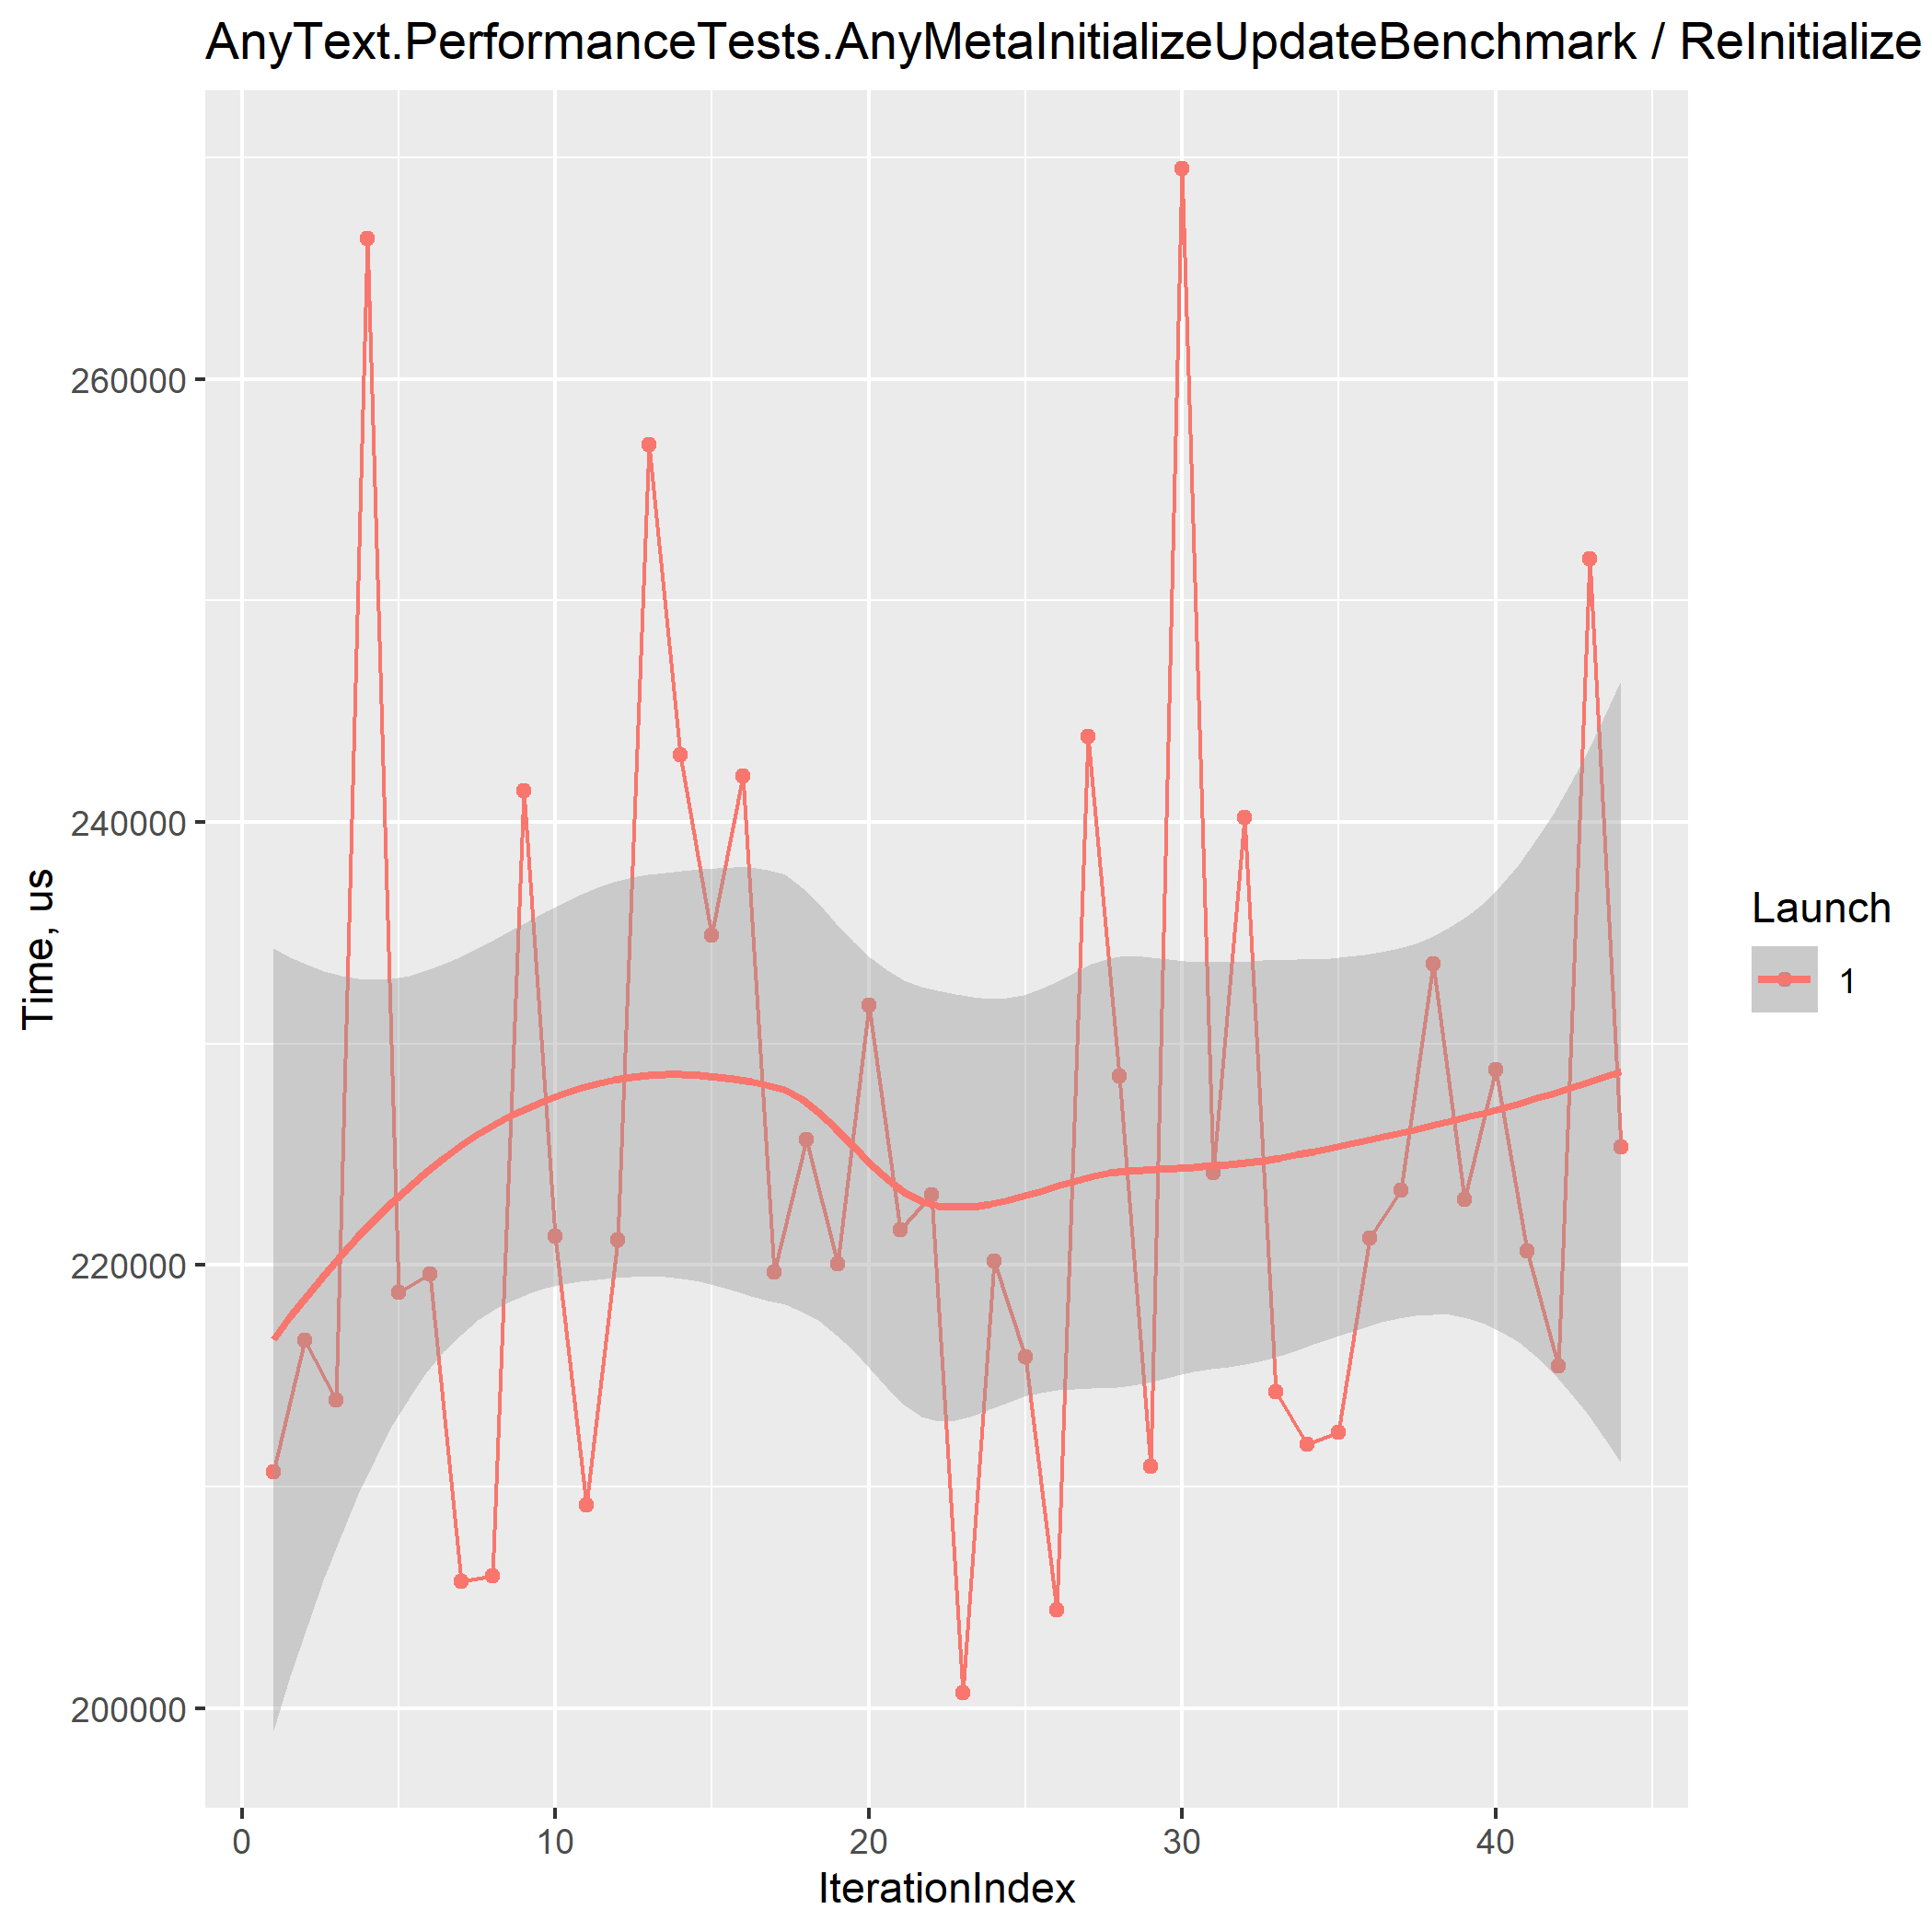 AnyText.PerformanceTests.AnyMetaInitializeUpdateBenchmark / ReInitialize
260000
240000
220000
200000
Time, us
0 10 20 30 40
IterationIndex
Launch
1